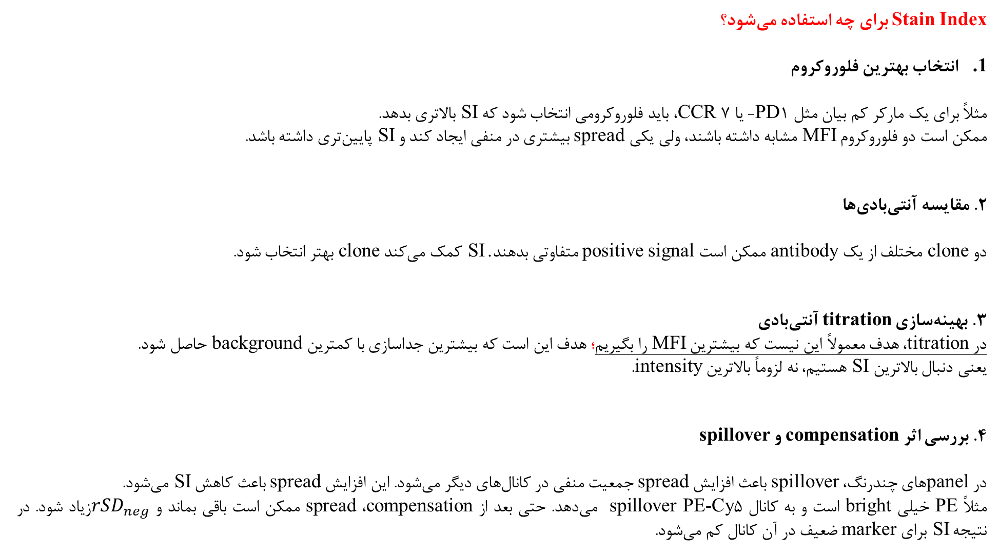 Stain Index برای چه استفاده می‌شود؟
1. انتخاب بهترین فلوروکروم
مثلاً برای یک مارکر کم بیان مثل PD۱- یا CCR ۷، باید فلوروکرومی انتخاب شود که SI بالاتری بدهد.
ممکن است دو فلوروکروم MFI مشابه داشته باشند، ولی یکی spread بیشتری در منفی ایجاد کند و SI پایین‌تری داشته باشد.
۲. مقایسه آنتی‌بادی‌ها
دو clone مختلف از یک antibody ممکن است positive signal متفاوتی بدهند. SI کمک می‌کند clone بهتر انتخاب شود.
۳. بهینه‌سازی titration آنتی‌بادی
در titration، هدف معمولاً این نیست که بیشترین MFI را بگیریم؛ هدف این است که بیشترین جداسازی با کمترین background حاصل شود.
یعنی دنبال بالاترین SI هستیم، نه لزوماً بالاترین intensity.
۴. بررسی اثر compensation و spillover
در panelهای چندرنگ، spillover باعث افزایش spread جمعیت منفی در کانال‌های دیگر می‌شود. این افزایش spread باعث کاهش SI می‌شود.
مثلاً PE خیلی bright است و به کانال PE-Cy۵ spillover می‌دهد. حتی بعد از compensation، spread ممکن است باقی بماند و rSD_neg زیاد شود. در
نتیجه SI برای marker ضعیف در آن کانال کم می‌شود.